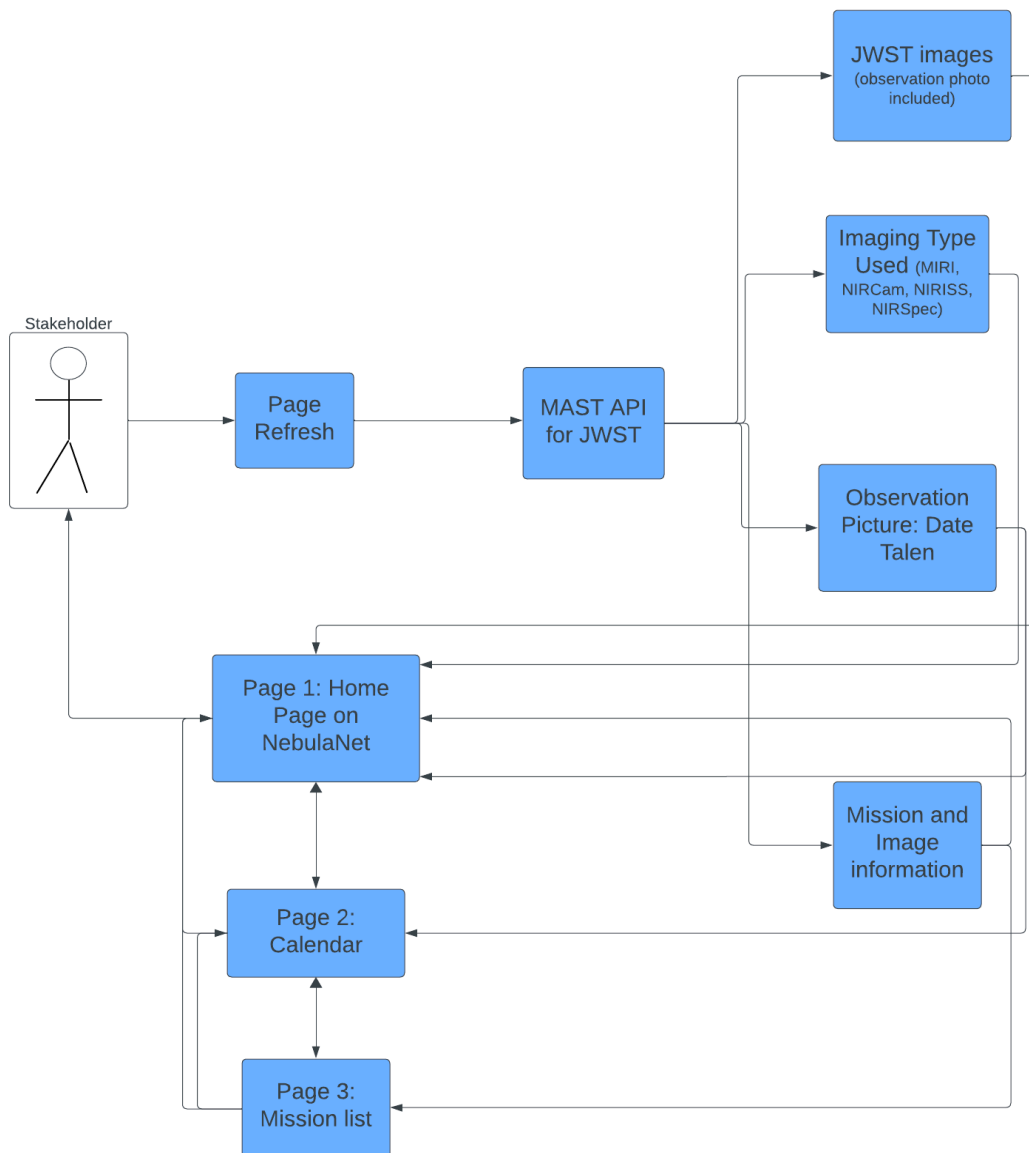 JWST images
(observation photo
included)
Imaging Type
Used (MIRI,
NIRCam, NIRISS,
NIRSpec)
Stakeholder
Page
Refresh
MAST API
for JWST
Observation
Picture: Date
Talen
Page 1: Home
Page on
NebulaNet
Mission and
Image
information
Page 2:
Calendar
Page 3:
Mission list